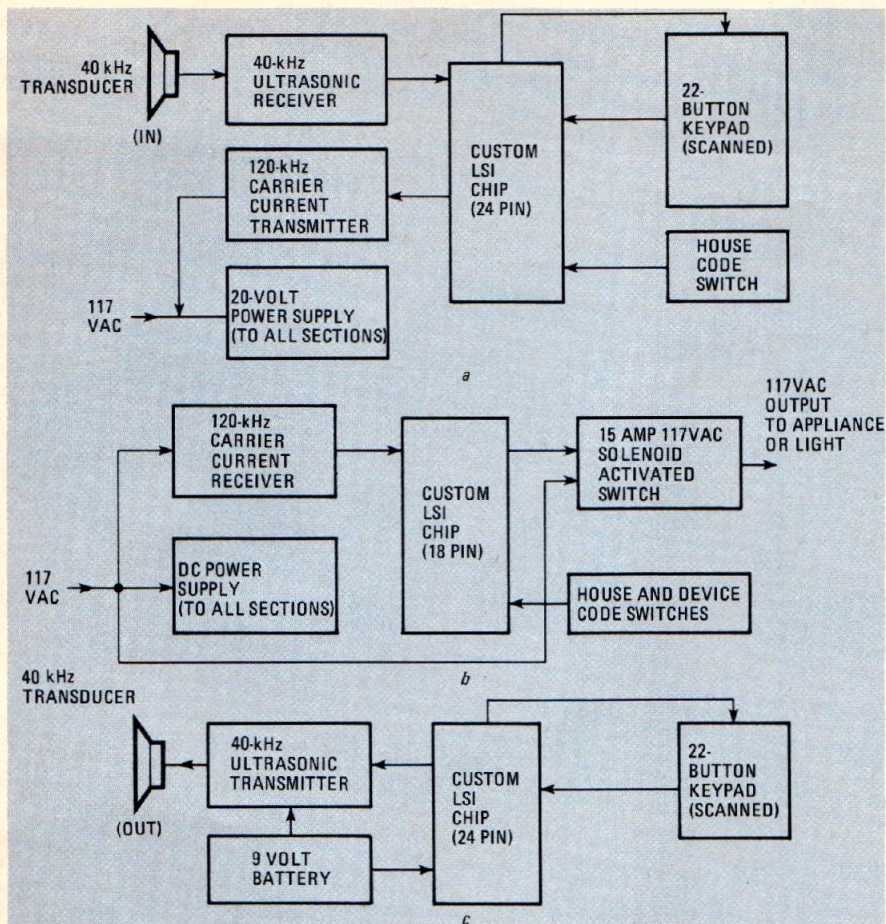 40 kHz
TRANSDUCER
(IN)
40-kHz
ULTRASONIC
RECEIVER
CUSTOM
LSI
CHIP
(24 PIN)
22-
BUTTON
KEYPAD
(SCANNED)
120-kHz
CARRIER
CURRENT
TRANSMITTER
HOUSE
CODE
SWITCH
117
VAC
20-VOLT
POWER SUPPLY
(TO ALL SECTIONS)
a
120-kHz
CARRIER
CURRENT
RECEIVER
CUSTOM
LSI
CHIP
(18 PIN)
15 AMP 117VAC
SOLENOID
ACTIVATED
SWITCH
117VAC
OUTPUT
TO APPLIANCE
OR LIGHT
117
VAC
DC POWER
SUPPLY
(TO ALL SECTIONS)
HOUSE AND DEVICE
CODE SWITCHES
b
40 kHz
TRANSDUCER
(OUT)
40-kHz
ULTRASONIC
TRANSMITTER
CUSTOM
LSI
CHIP
(24 PIN)
22-
BUTTON
KEYPAD
(SCANNED)
9 VOLT
BATTERY
c